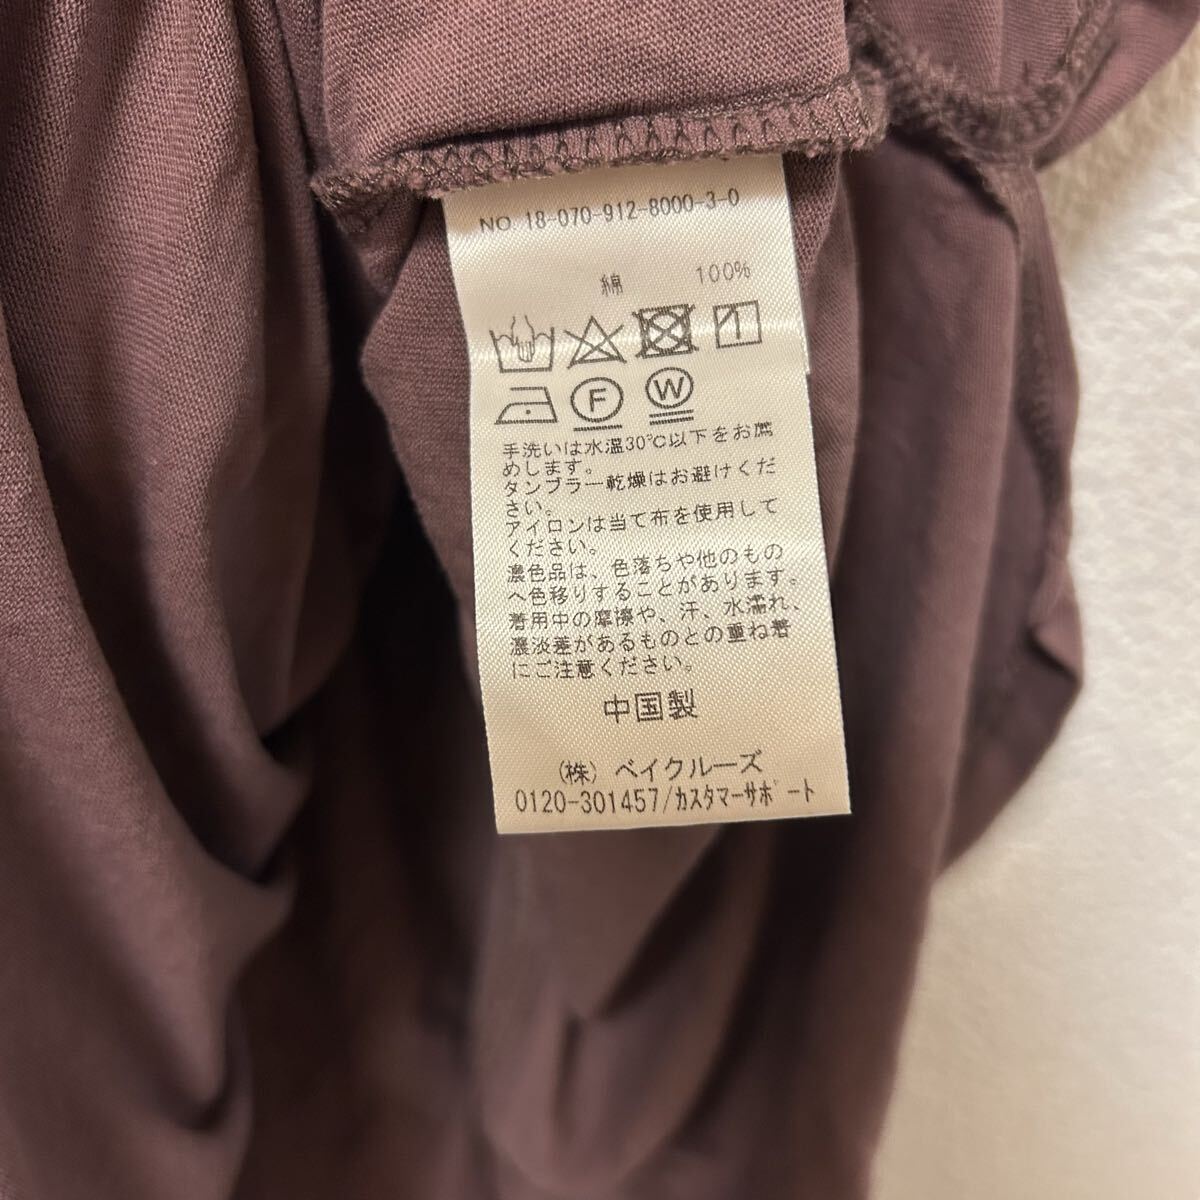 NO 18-070-912-8000-3-0
綿 100%
F W
手洗いは水温30℃以下をお薦
めします。
タンブラー乾燥はお避けくだ
さい。
アイロンは当て布を使用して
ください。
濃色品は、色落ちや他のもの
へ色移りすることがあります。
着用中の摩擦や、汗、水濡れ、
濃淡差があるものとの重ね着
にご注意ください。
中国製
(株) ベイクルーズ
0120-301457/カスタマーサポート